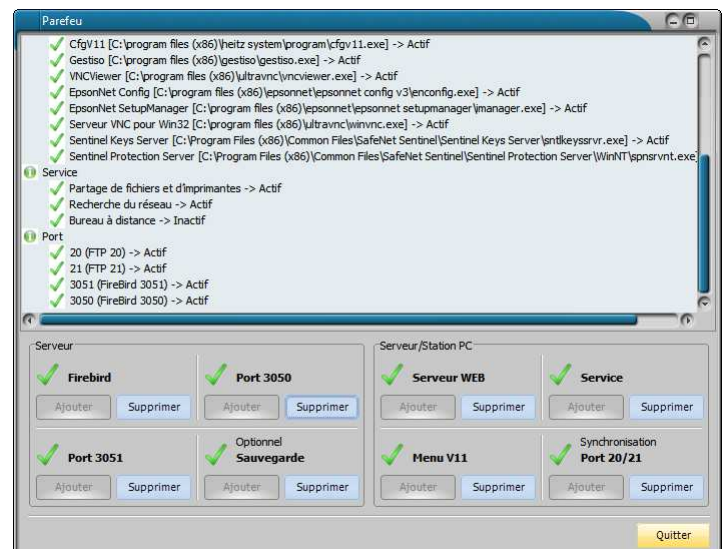 Parefeu
CfgV11 [C:\program files (x86)\heitz system\program\cfgv11.exe] -> Actif
Gestiso [C:\program files (x86)\gestiso\gestiso.exe] -> Actif
VNCViewer [C:\program files (x86)\ultravnc\vncviewer.exe] -> Actif
EpsonNet Config [C:\program files (x86)\epsonnet\epsonnet config v3\enconfig.exe] -> Actif
EpsonNet SetupManager [C:\program files (x86)\epsonnet\epsonnet setupmanager\manager.exe] -> Actif
Serveur VNC pour Win32 [C:\program files (x86)\ultravnc\winvnc.exe] -> Actif
Sentinel Keys Server [C:\Program Files (x86)\Common Files\SafeNet Sentinel\Sentinel Keys Server\sntlkeyssrvr.exe] -> Actif
Sentinel Protection Server [C:\Program Files (x86)\Common Files\SafeNet Sentinel\Sentinel Protection Server\WinNT\spnsrvnt.exe]
Service
Partage de fichiers et d'imprimantes -> Actif
Recherche du réseau -> Actif
Bureau à distance -> Inactif
Port
20 (FTP 20) -> Actif
21 (FTP 21) -> Actif
3051 (FireBird 3051) -> Actif
3050 (FireBird 3050) -> Actif
Serveur
Firebird
Ajouter Supprimer
Port 3050
Ajouter Supprimer
Port 3051
Ajouter Supprimer
Optionnel
Sauvegarde
Ajouter Supprimer
Serveur/Station PC
Serveur WEB
Ajouter Supprimer
Service
Ajouter Supprimer
Menu V11
Ajouter Supprimer
Synchronisation
Port 20/21
Ajouter Supprimer
Quitter